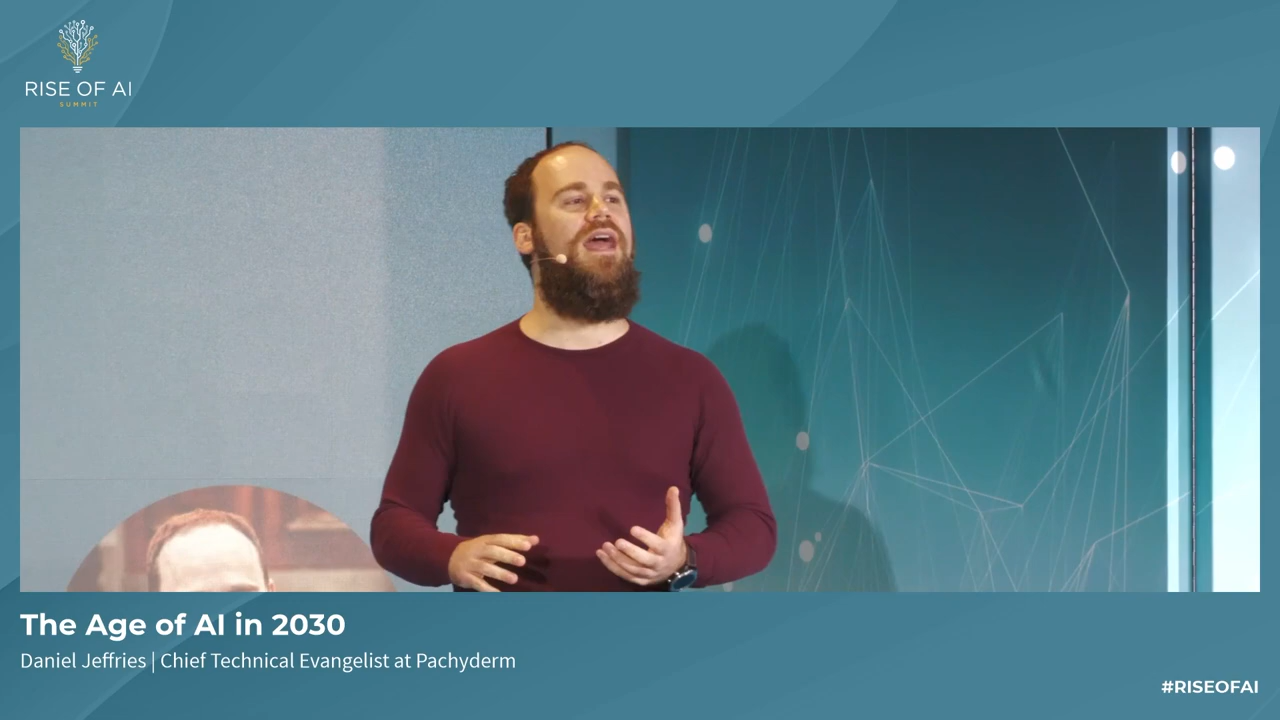 RISE OF AI
SUMMIT
The Age of AI in 2030
Daniel Jeffries | Chief Technical Evangelist at Pachyderm
#RISEOFAI